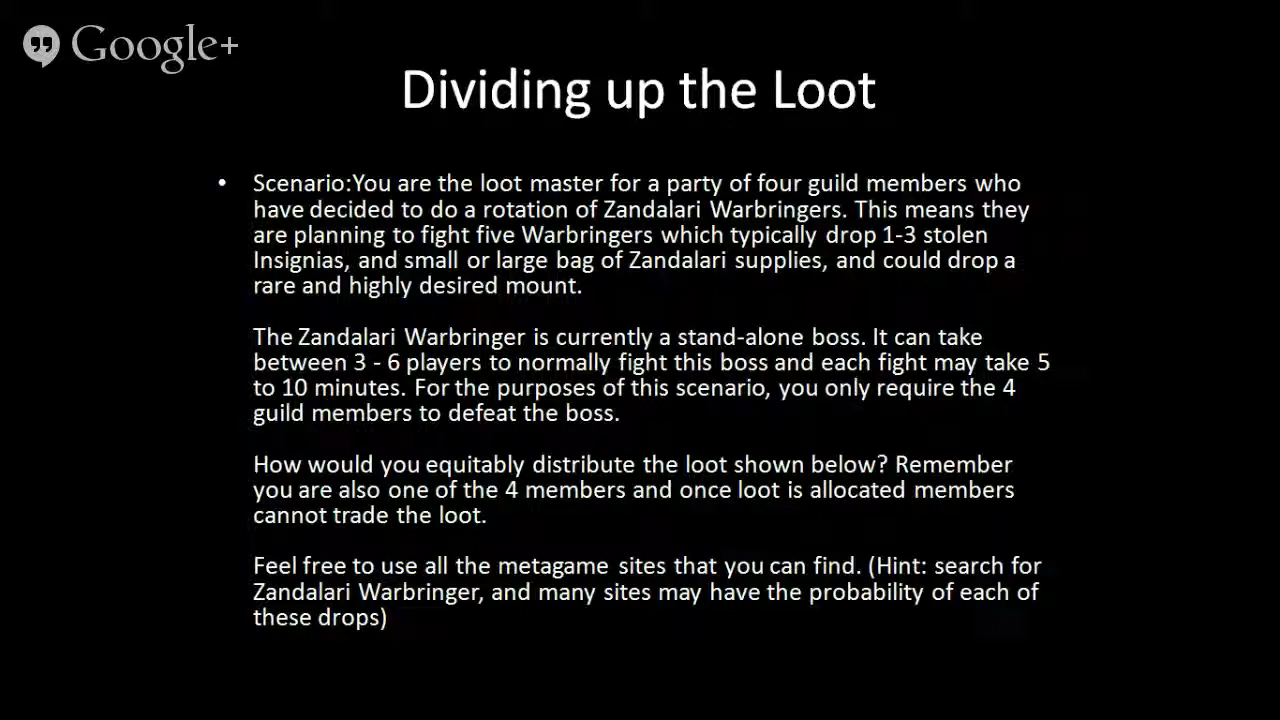 Google+
Dividing up the Loot
• Scenario:You are the loot master for a party of four guild members who
have decided to do a rotation of Zandalari Warbringers. This means they
are planning to fight five Warbringers which typically drop 1-3 stolen
Insignias, and small or large bag of Zandalari supplies, and could drop a
rare and highly desired mount.
The Zandalari Warbringer is currently a stand-alone boss. It can take
between 3 - 6 players to normally fight this boss and each fight may take 5
to 10 minutes. For the purposes of this scenario, you only require the 4
guild members to defeat the boss.
How would you equitably distribute the loot shown below? Remember
you are also one of the 4 members and once loot is allocated members
cannot trade the loot.
Feel free to use all the metagame sites that you can find. (Hint: search for
Zandalari Warbringer, and many sites may have the probability of each of
these drops)